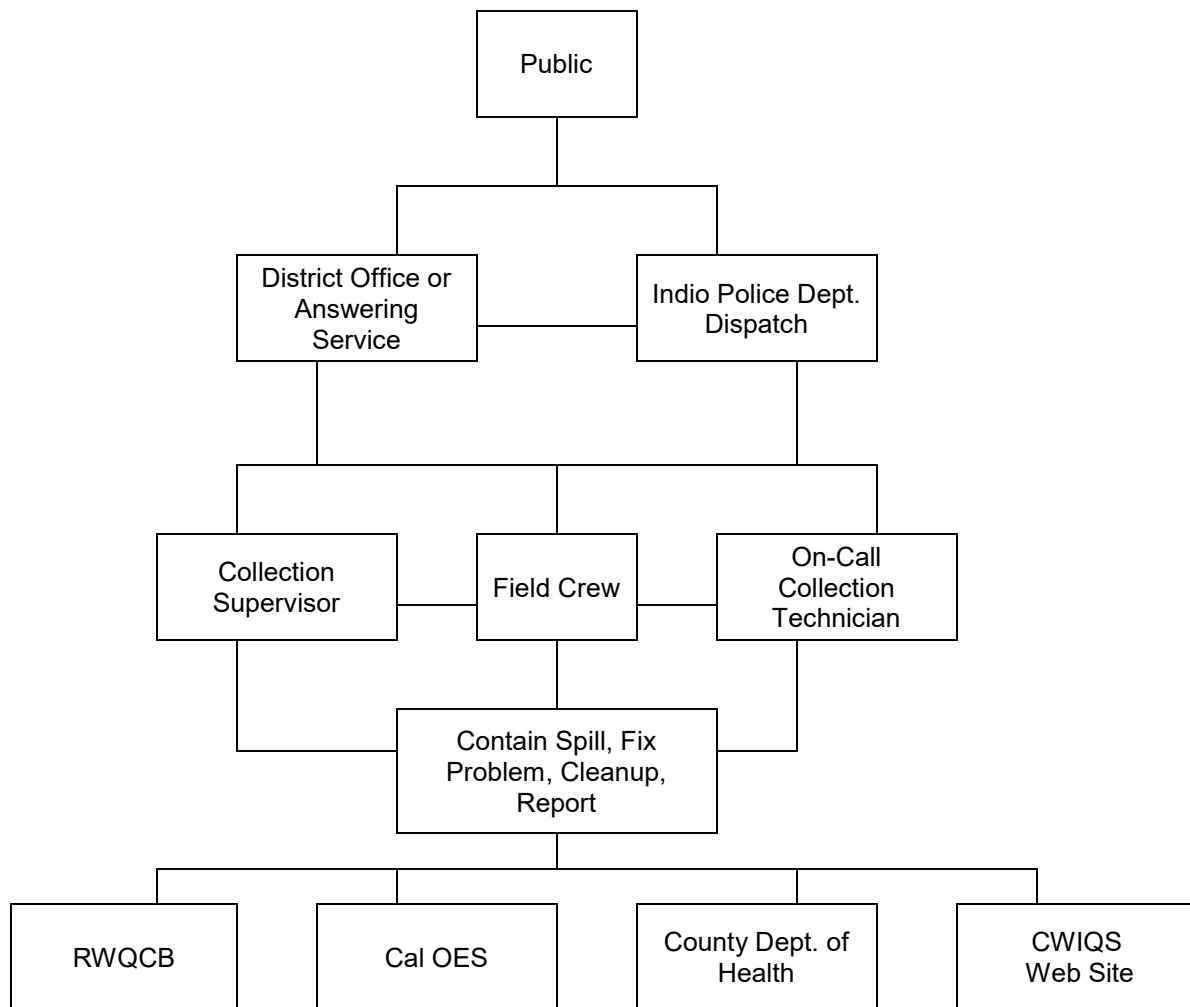 Public
District Office or
Answering
Service
Indio Police Dept.
Dispatch
Collection
Supervisor
Field Crew
On-Call
Collection
Technician
Contain Spill, Fix
Problem, Cleanup,
Report
RWQCB
Cal OES
County Dept. of
Health
CWIQS
Web Site